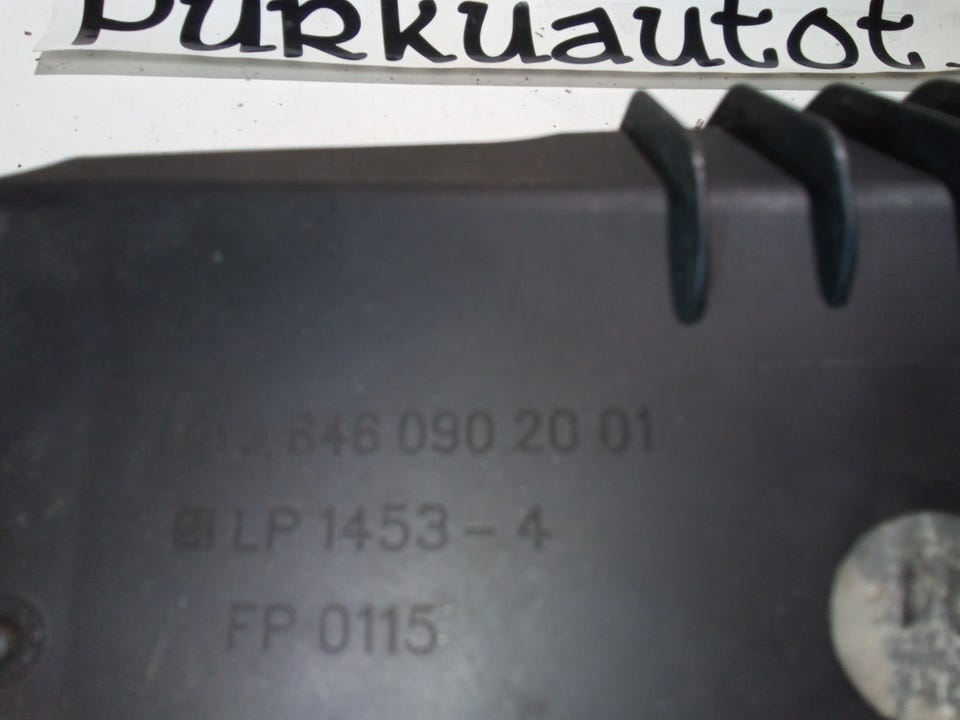 Purkuautot
A 646 090 20 01
LP 1453 - 4
FP 0115